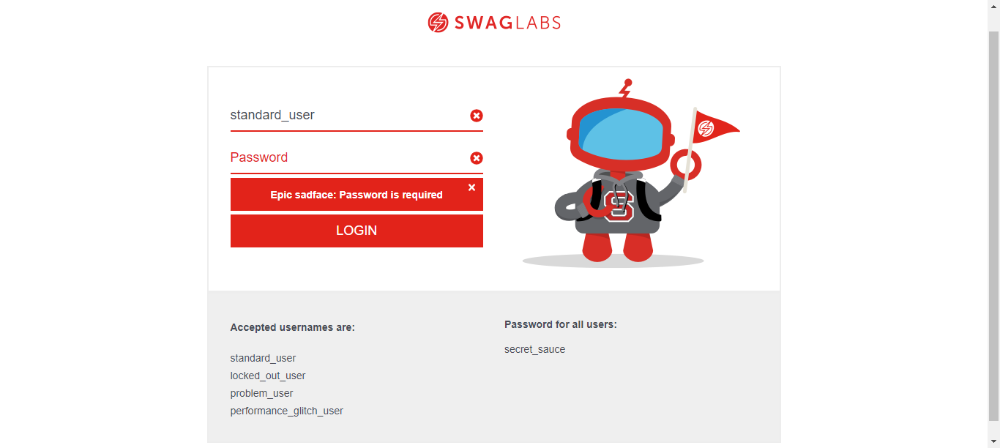 SWAGLABS
standard_user
Password
Epic sadface: Password is required
LOGIN
S
Accepted usernames are:
standard_user
locked_out_user
problem_user
performance_glitch_user
Password for all users:
secret_sauce